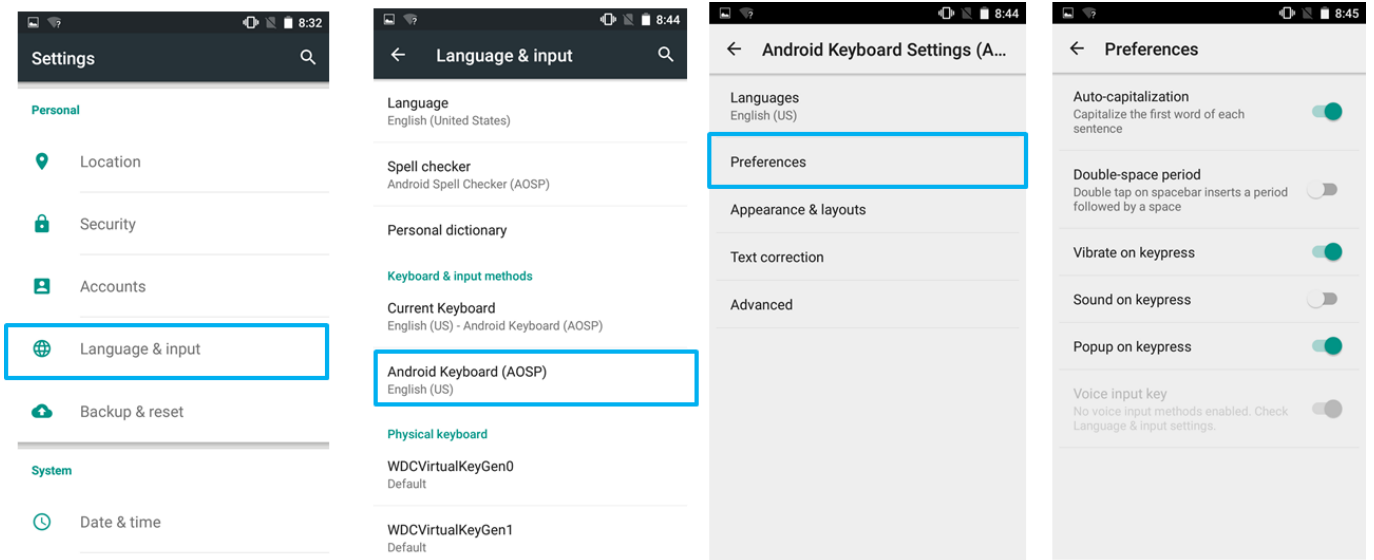 8:32
Settings
Personal
Location
Security
Accounts
Language & input
Backup & reset
System
Date & time
8:44
Language & input
Language
English (United States)
Spell checker
Android Spell Checker (AOSP)
Personal dictionary
Keyboard & input methods
Current Keyboard
English (US) - Android Keyboard (AOSP)
Android Keyboard (AOSP)
English (US)
Physical keyboard
WDCVirtualKeyGen0
Default
WDCVirtualKeyGen1
Default
8:44
Android Keyboard Settings (A...
Languages
English (US)
Preferences
Appearance & layouts
Text correction
Advanced
8:45
Preferences
Auto-capitalization
Capitalize the first word of each
sentence
Double-space period
Double tap on spacebar inserts a period
followed by a space
Vibrate on keypress
Sound on keypress
Popup on keypress
Voice input key
No voice input methods enabled. Check
Language & input settings.